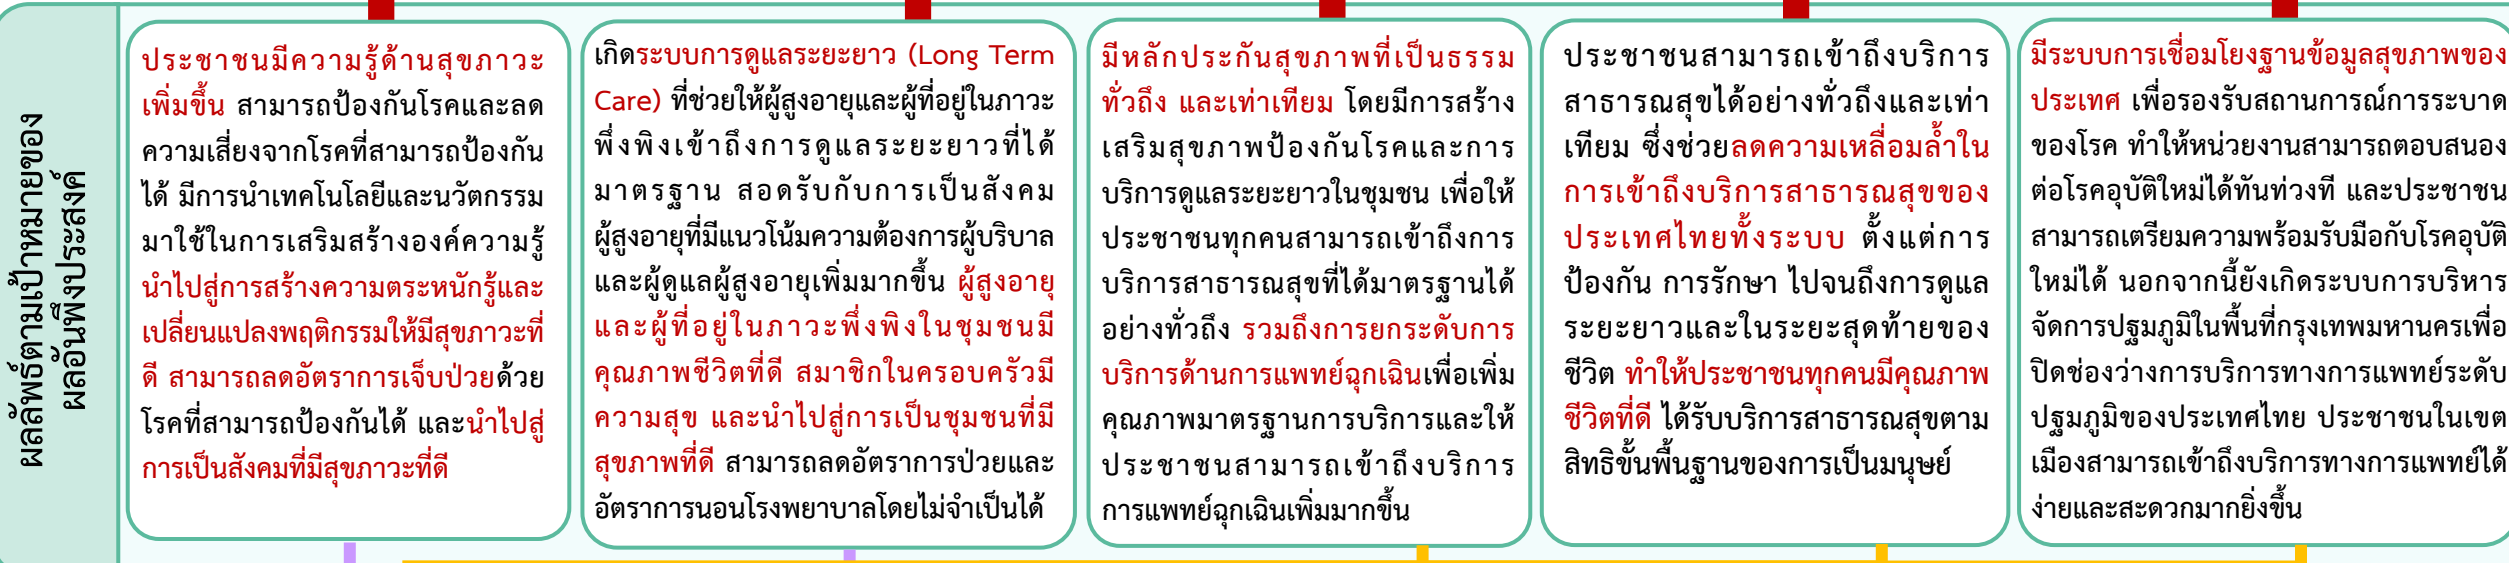 ผลลัพธ์ตามเป้าหมายของ
ผลอันพึงประสงค์
ประชาชนมีความรู้ด้านสุขภาวะ
เพิ่มขึ้น สามารถป้องกันโรคและลด
ความเสี่ยงจากโรคที่สามารถป้องกัน
ได้ มีการนำเทคโนโลยีและนวัตกรรม
มาใช้ในการเสริมสร้างองค์ความรู้
นำไปสู่การสร้างความตระหนักรู้และ
เปลี่ยนแปลงพฤติกรรมให้มีสุขภาวะที่
ดี สามารถลดอัตราการเจ็บป่วยด้วย
โรคที่สามารถป้องกันได้ และนำไปสู่
การเป็นสังคมที่มีสุขภาวะที่ดี
เกิดระบบการดูแลระยะยาว (Long Term
Care) ที่ช่วยให้ผู้สูงอายุและผู้ที่อยู่ในภาวะ
พึ่งพิงเข้าถึงการดูแลระยะยาวที่ได้
มาตรฐาน สอดรับกับการเป็นสังคม
ผู้สูงอายุที่มีแนวโน้มความต้องการผู้บริบาล
และผู้ดูแลผู้สูงอายุเพิ่มมากขึ้น ผู้สูงอายุ
และผู้ที่อยู่ในภาวะพึ่งพิงในชุมชนมี
คุณภาพชีวิตที่ดี สมาชิกในครอบครัวมี
ความสุข และนำไปสู่การเป็นชุมชนที่มี
สุขภาพที่ดี สามารถลดอัตราการป่วยและ
อัตราการนอนโรงพยาบาลโดยไม่จำเป็นได้
มีหลักประกันสุขภาพที่เป็นธรรม
ทั่วถึง และเท่าเทียม โดยมีการสร้าง
เสริมสุขภาพป้องกันโรคและการ
บริการดูแลระยะยาวในชุมชน เพื่อให้
ประชาชนทุกคนสามารถเข้าถึงการ
บริการสาธารณสุขที่ได้มาตรฐานได้
อย่างทั่วถึง รวมถึงการยกระดับการ
บริการด้านการแพทย์ฉุกเฉินเพื่อเพิ่ม
คุณภาพมาตรฐานการบริการและให้
ประชาชนสามารถเข้าถึงบริการ
การแพทย์ฉุกเฉินเพิ่มมากขึ้น
ประชาชนสามารถเข้าถึงบริการ
สาธารณสุขได้อย่างทั่วถึงและเท่า
เทียม ซึ่งช่วยลดความเหลื่อมล้ำใน
การเข้าถึงบริการสาธารณสุขของ
ประเทศไทยทั้งระบบ ตั้งแต่การ
ป้องกัน การรักษา ไปจนถึงการดูแล
ระยะยาวและในระยะสุดท้ายของ
ชีวิต ทำให้ประชาชนทุกคนมีคุณภาพ
ชีวิตที่ดี ได้รับบริการสาธารณสุขตาม
สิทธิขั้นพื้นฐานของการเป็นมนุษย์
มีระบบการเชื่อมโยงฐานข้อมูลสุขภาพของ
ประเทศ เพื่อรองรับสถานการณ์การระบาด
ของโรค ทำให้หน่วยงานสามารถตอบสนอง
ต่อโรคอุบัติใหม่ได้ทันท่วงที และประชาชน
สามารถเตรียมความพร้อมรับมือกับโรคอุบัติ
ใหม่ได้ นอกจากนี้ยังเกิดระบบการบริหาร
จัดการปฐมภูมิในพื้นที่กรุงเทพมหานครเพื่อ
ปิดช่องว่างการบริการทางการแพทย์ระดับ
ปฐมภูมิของประเทศไทย ประชาชนในเขต
เมืองสามารถเข้าถึงบริการทางการแพทย์ได้
ง่ายและสะดวกมากยิ่งขึ้น